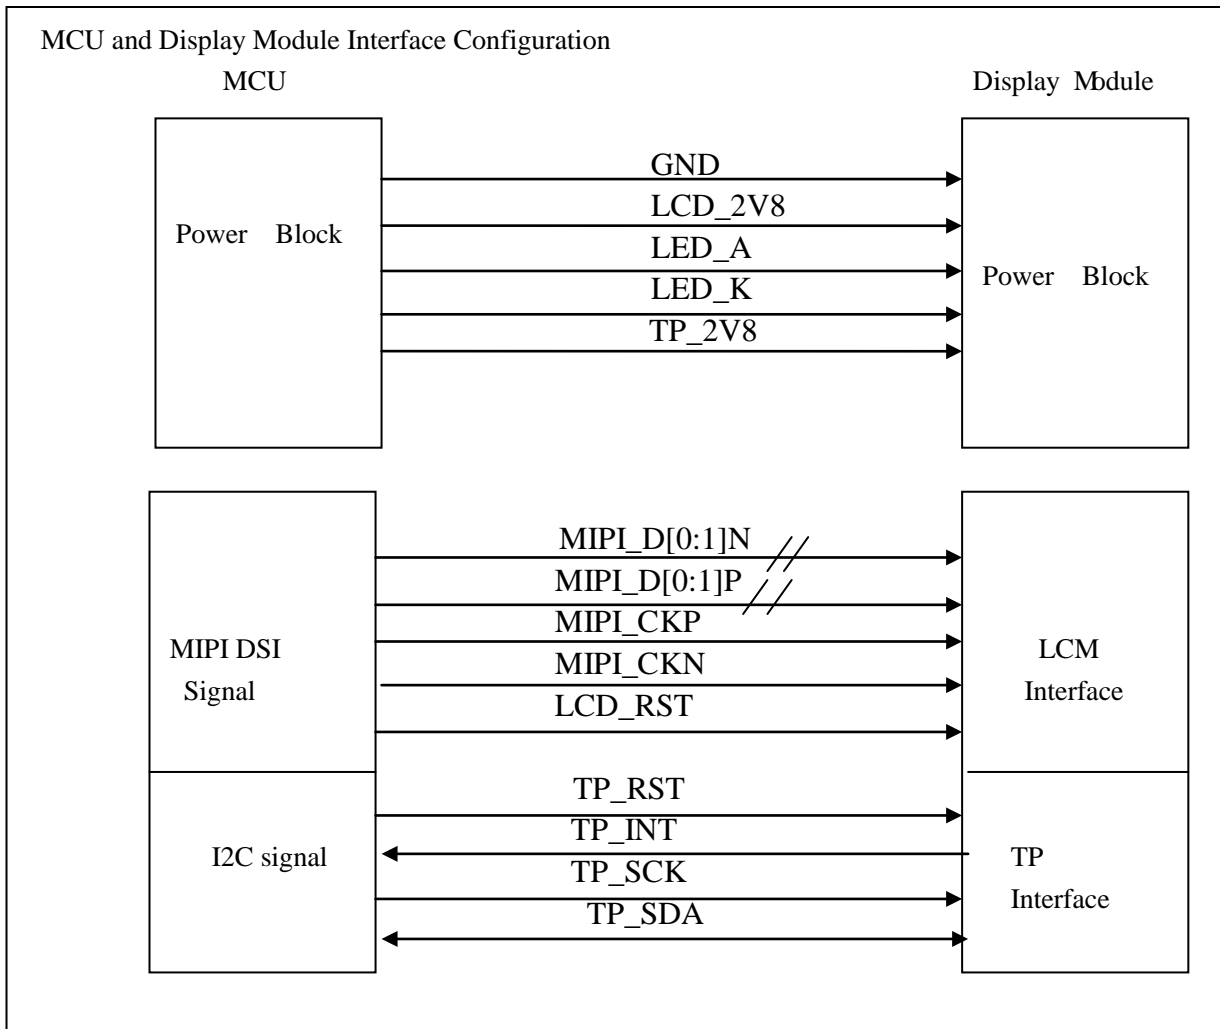 MCU and Display Module Interface Configuration
MCU
Display Module
Power Block
GND
LCD_2V8
LED_A
LED_K
TP_2V8
Power Block
MIPI DSI
Signal
MIPI_D[0:1]N
MIPI_D[0:1]P
MIPI_CKP
MIPI_CKN
LCD_RST
LCM
Interface
I2C signal
TP_RST
TP_INT
TP_SCK
TP_SDA
TP
Interface